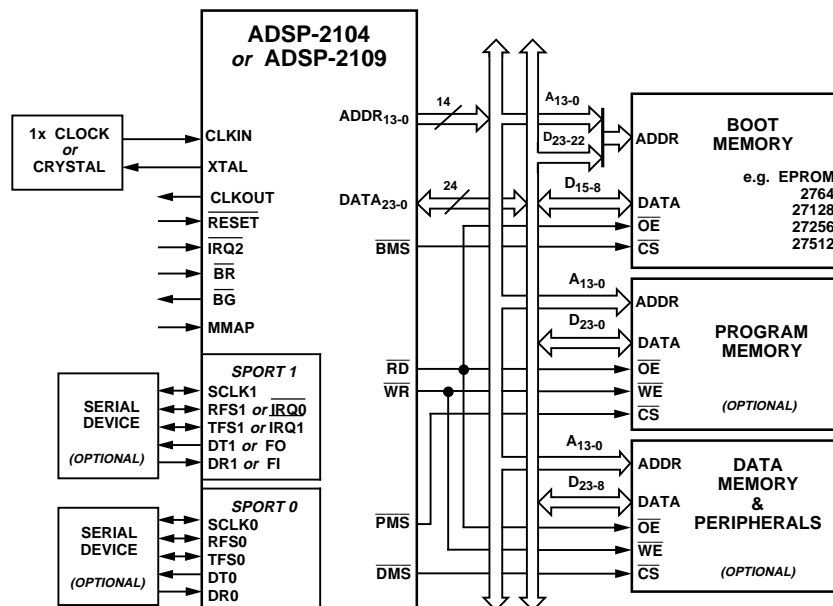 ADSP-2104
or ADSP-2109
1x CLOCK
or
CRYSTAL
CLKIN
XTAL
CLKOUT
RESET
IRQ2
BR
BG
MMAP
ADDR13-0
14
DATA23-0
24
BMS
RD
WR
PMS
DMS
SPORT 1
SCLK1
RFS1 or IRQ0
TFS1 or IRQ1
DT1 or FO
DR1 or FI
SERIAL
DEVICE
(OPTIONAL)
SPORT 0
SCLK0
RFS0
TFS0
DT0
DR0
SERIAL
DEVICE
(OPTIONAL)
A13-0
D23-22
D15-8
ADDR
DATA
OE
CS
BOOT
MEMORY
e.g. EPROM
2764
27128
27256
27512
A13-0
D23-0
ADDR
DATA
OE
WE
CS
PROGRAM
MEMORY
(OPTIONAL)
A13-0
D23-8
ADDR
DATA
OE
WE
CS
DATA
MEMORY
&
PERIPHERALS
(OPTIONAL)